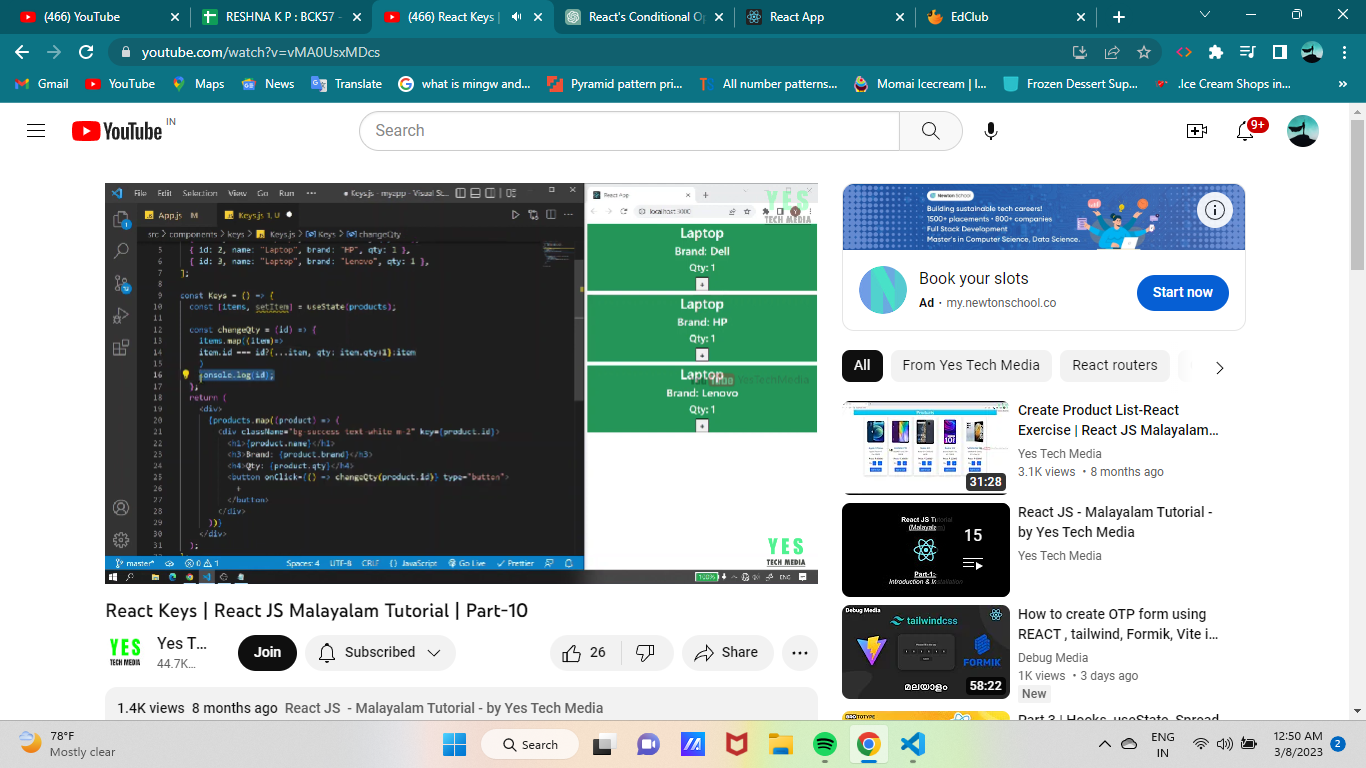 (466) YouTube
RESHNA K P : BCK57 -
(466) React Keys |
React's Conditional Op
React App
EdClub
youtube.com/watch?v=vMA0UsxMDcs
Gmail
YouTube
Maps
News
Translate
what is mingw and...
Pyramid pattern pri...
All number patterns...
Momai Icecream | I...
Frozen Dessert Sup...
.Ice Cream Shops in...
»
YouTube IN
Search
9+
File Edit Selection View Go Run ··· ● Keys.js - myapp - Visual St...
App.js M Keys.js 1, U ●
src > components > keys > Keys.js > Keys > changeQty
5 { id: 2, name: "Laptop", brand: "HP", qty: 1 },
6 { id: 3, name: "Laptop", brand: "Lenovo", qty: 1 },
7 ];
8
9 const Keys = () => {
10 const [items, setItem] = useState(products);
11
12 const changeQty = (id) => {
13 items.map((item)=>
14 item.id === id?{...item, qty: item.qty+1}:item
15 )
16 console.log(id);
17 };
18 return (
19 <div>
20 {products.map((product) => (
21 <div className="bg-success text-white m-2" key={product.id}>
22 <h1>{product.name}</h1>
23 <h3>Brand: {product.brand}</h3>
24 <h4>Qty: {product.qty}</h4>
25 <button onClick={() => changeQty(product.id)} type="button">
26 +
27 </button>
28 </div>
29 ))}
30 </div>
31 );
master* 0 1 Spaces: 4 UTF-8 CRLF {} JavaScript Go Live ✓ Prettier
React App
localhost:3000
YES
TECH MEDIA
Laptop
Brand: Dell
Qty: 1
+
Laptop
Brand: HP
Qty: 1
+
Laptop
YesTechMedia
Brand: Lenovo
Qty: 1
+
YES
TECH MEDIA
100%
ENG
React Keys | React JS Malayalam Tutorial | Part-10
YES
TECH MEDIA
Yes T...
44.7K...
Join
Subscribed
26
Share
1.4K views 8 months ago React JS - Malayalam Tutorial - by Yes Tech Media
Newton School
Building sustainable tech careers!
1500+ placements · 800+ companies
Full Stack Development
Master's in Computer Science, Data Science.
Book your slots
Ad · my.newtonschool.co
Start now
All
From Yes Tech Media
React routers
Products
31:28
Create Product List-React
Exercise | React JS Malayalam...
Yes Tech Media
3.1K views • 8 months ago
React JS Tutorial
(Malayalam)
Part-1:
Introduction & Installation
15
React JS - Malayalam Tutorial -
by Yes Tech Media
Yes Tech Media
Debug Media
tailwindcss
FORMIK
മലയാളം
58:22
How to create OTP form using
REACT , tailwind, Formik, Vite i...
Debug Media
1K views • 3 days ago
New
Part 3 | Hooks, useState, Spread
78°F
Mostly clear
Search
ENG
IN
12:50 AM
3/8/2023
2